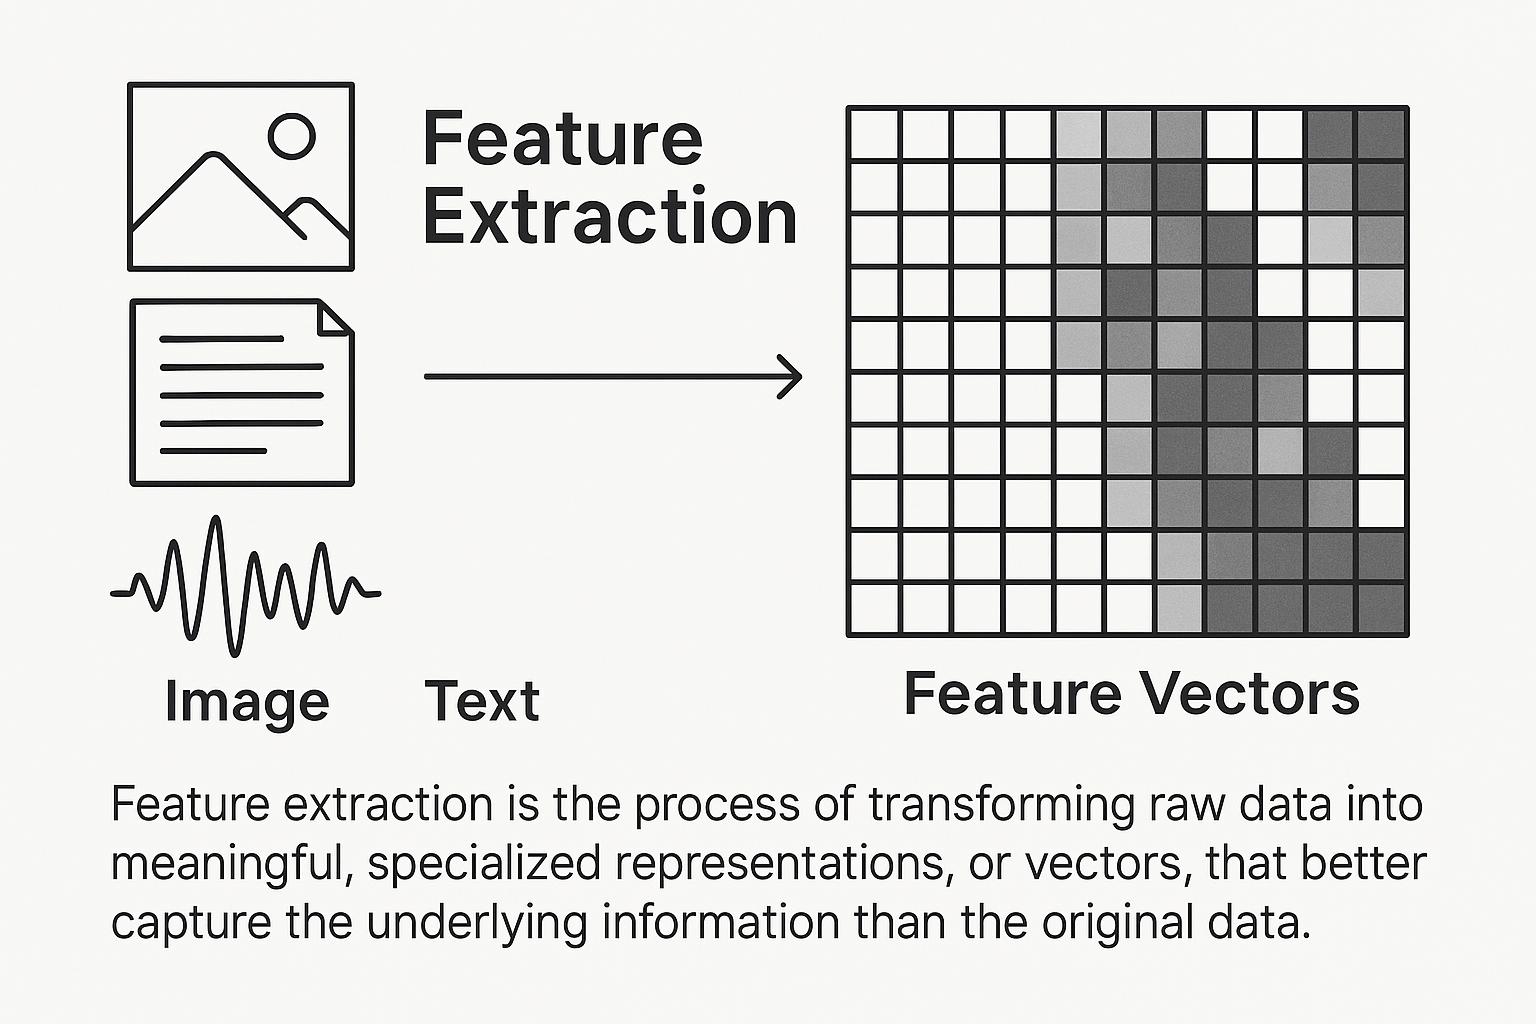 Feature
Extraction
Image
Text
Feature Vectors
Feature extraction is the process of transforming raw data into
meaningful, specialized representations, or vectors, that better
capture the underlying information than the original data.